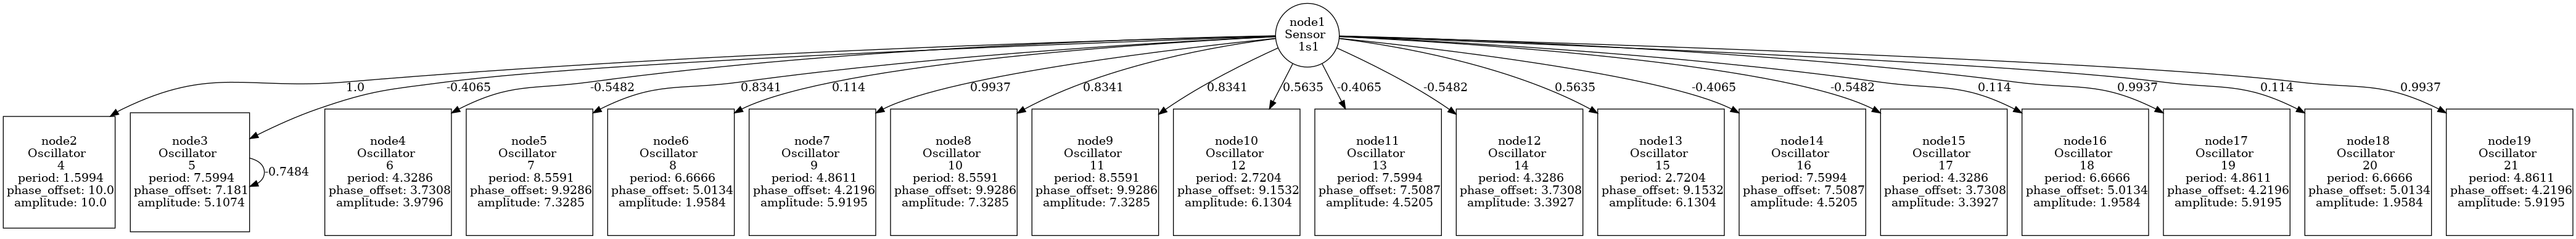 node1
Sensor
1s1
1.0
-0.4065
-0.5482
0.8341
0.114
0.9937
0.8341
0.8341
0.5635
-0.4065
-0.5482
0.5635
-0.4065
-0.5482
0.114
0.9937
0.114
0.9937
node2
Oscillator
4
period: 1.5994
phase_offset: 10.0
amplitude: 10.0
node3
Oscillator
5
period: 7.5994
phase_offset: 7.181
amplitude: 5.1074
-0.7484
node4
Oscillator
6
period: 4.3286
phase_offset: 3.7308
amplitude: 3.9796
node5
Oscillator
7
period: 8.5591
phase_offset: 9.9286
amplitude: 7.3285
node6
Oscillator
8
period: 6.6666
phase_offset: 5.0134
amplitude: 1.9584
node7
Oscillator
9
period: 4.8611
phase_offset: 4.2196
amplitude: 5.9195
node8
Oscillator
10
period: 8.5591
phase_offset: 9.9286
amplitude: 7.3285
node9
Oscillator
11
period: 8.5591
phase_offset: 9.9286
amplitude: 7.3285
node10
Oscillator
12
period: 2.7204
phase_offset: 9.1532
amplitude: 6.1304
node11
Oscillator
13
period: 7.5994
phase_offset: 7.5087
amplitude: 4.5205
node12
Oscillator
14
period: 4.3286
phase_offset: 3.7308
amplitude: 3.3927
node13
Oscillator
15
period: 2.7204
phase_offset: 9.1532
amplitude: 6.1304
node14
Oscillator
16
period: 7.5994
phase_offset: 7.5087
amplitude: 4.5205
node15
Oscillator
17
period: 4.3286
phase_offset: 3.7308
amplitude: 3.3927
node16
Oscillator
18
period: 6.6666
phase_offset: 5.0134
amplitude: 1.9584
node17
Oscillator
19
period: 4.8611
phase_offset: 4.2196
amplitude: 5.9195
node18
Oscillator
20
period: 6.6666
phase_offset: 5.0134
amplitude: 1.9584
node19
Oscillator
21
period: 4.8611
phase_offset: 4.2196
amplitude: 5.9195